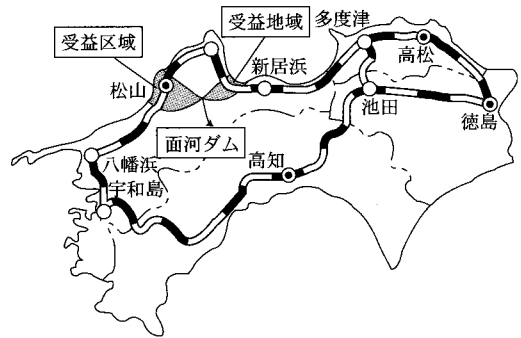 受益区域
受益地域
多度津
高松
新居浜
松山
池田
徳島
面河ダム
八幡浜
高知
宇和島